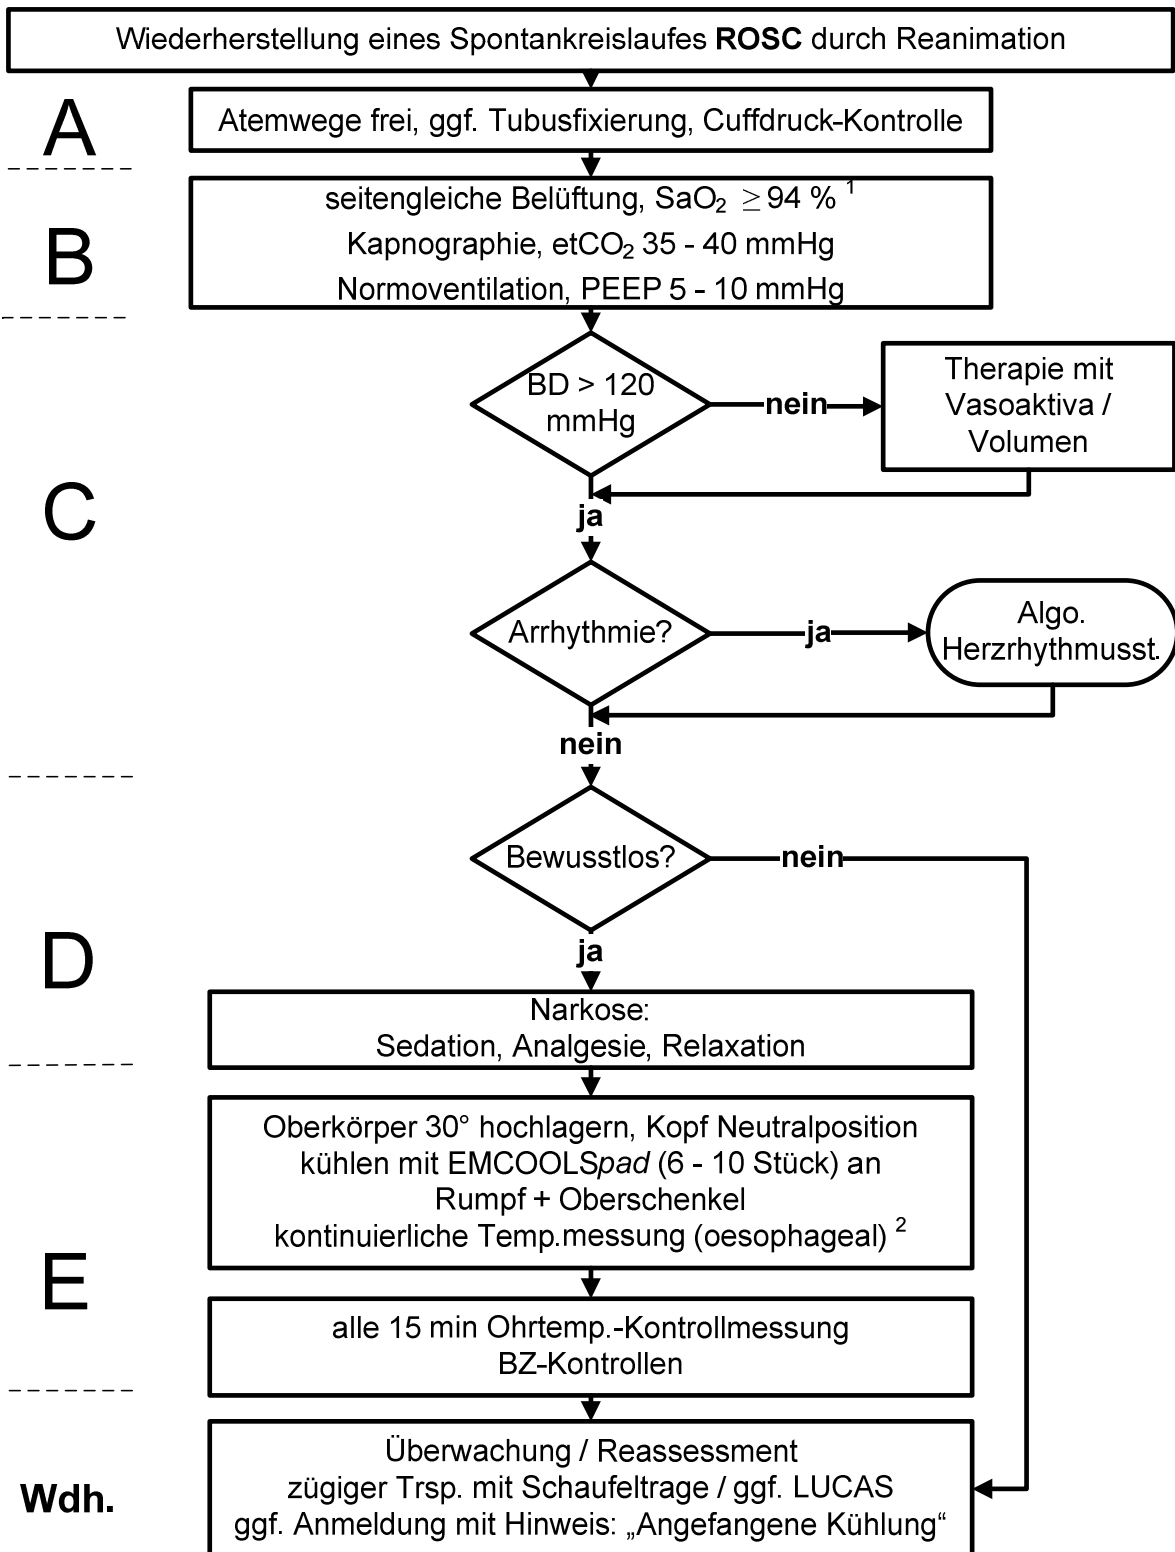 Wiederherstellung eines Spontankreislaufes ROSC durch Reanimation
A
Atemwege frei, ggf. Tubusfixierung, Cuffdruck-Kontrolle
B
seitengleiche Belüftung, SaO₂ ≥ 94 % ¹
Kapnographie, etCO₂ 35 - 40 mmHg
Normoventilation, PEEP 5 - 10 mmHg
C
BD > 120
mmHg
nein
Therapie mit
Vasoaktiva /
Volumen
ja
Arrhythmie?
ja
Algo.
Herzrhythmusst.
nein
D
Bewusstlos?
nein
ja
Narkose:
Sedation, Analgesie, Relaxation
E
Oberkörper 30° hochlagern, Kopf Neutralposition
kühlen mit EMCOOLSpad (6 - 10 Stück) an
Rumpf + Oberschenkel
kontinuierliche Temp.messung (oesophageal) ²
alle 15 min Ohrtemp.-Kontrollmessung
BZ-Kontrollen
Wdh.
Überwachung / Reassessment
zügiger Trsp. mit Schaufeltrage / ggf. LUCAS
ggf. Anmeldung mit Hinweis: „Angefangene Kühlung“